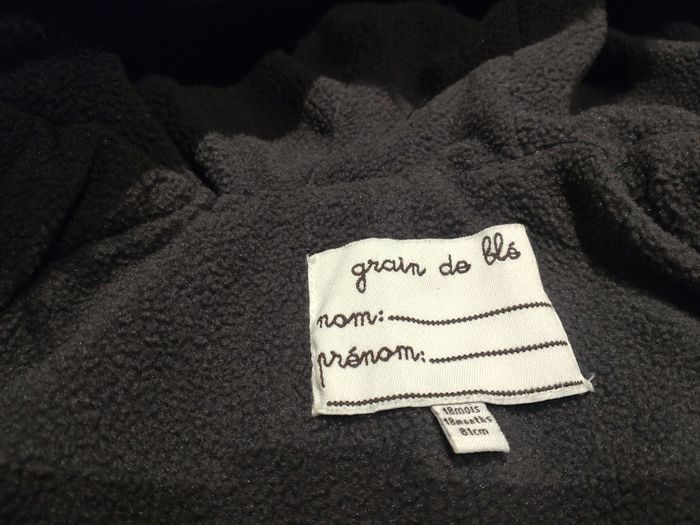 grain de blé
nom:
prénom:
18mois
18months
81cm